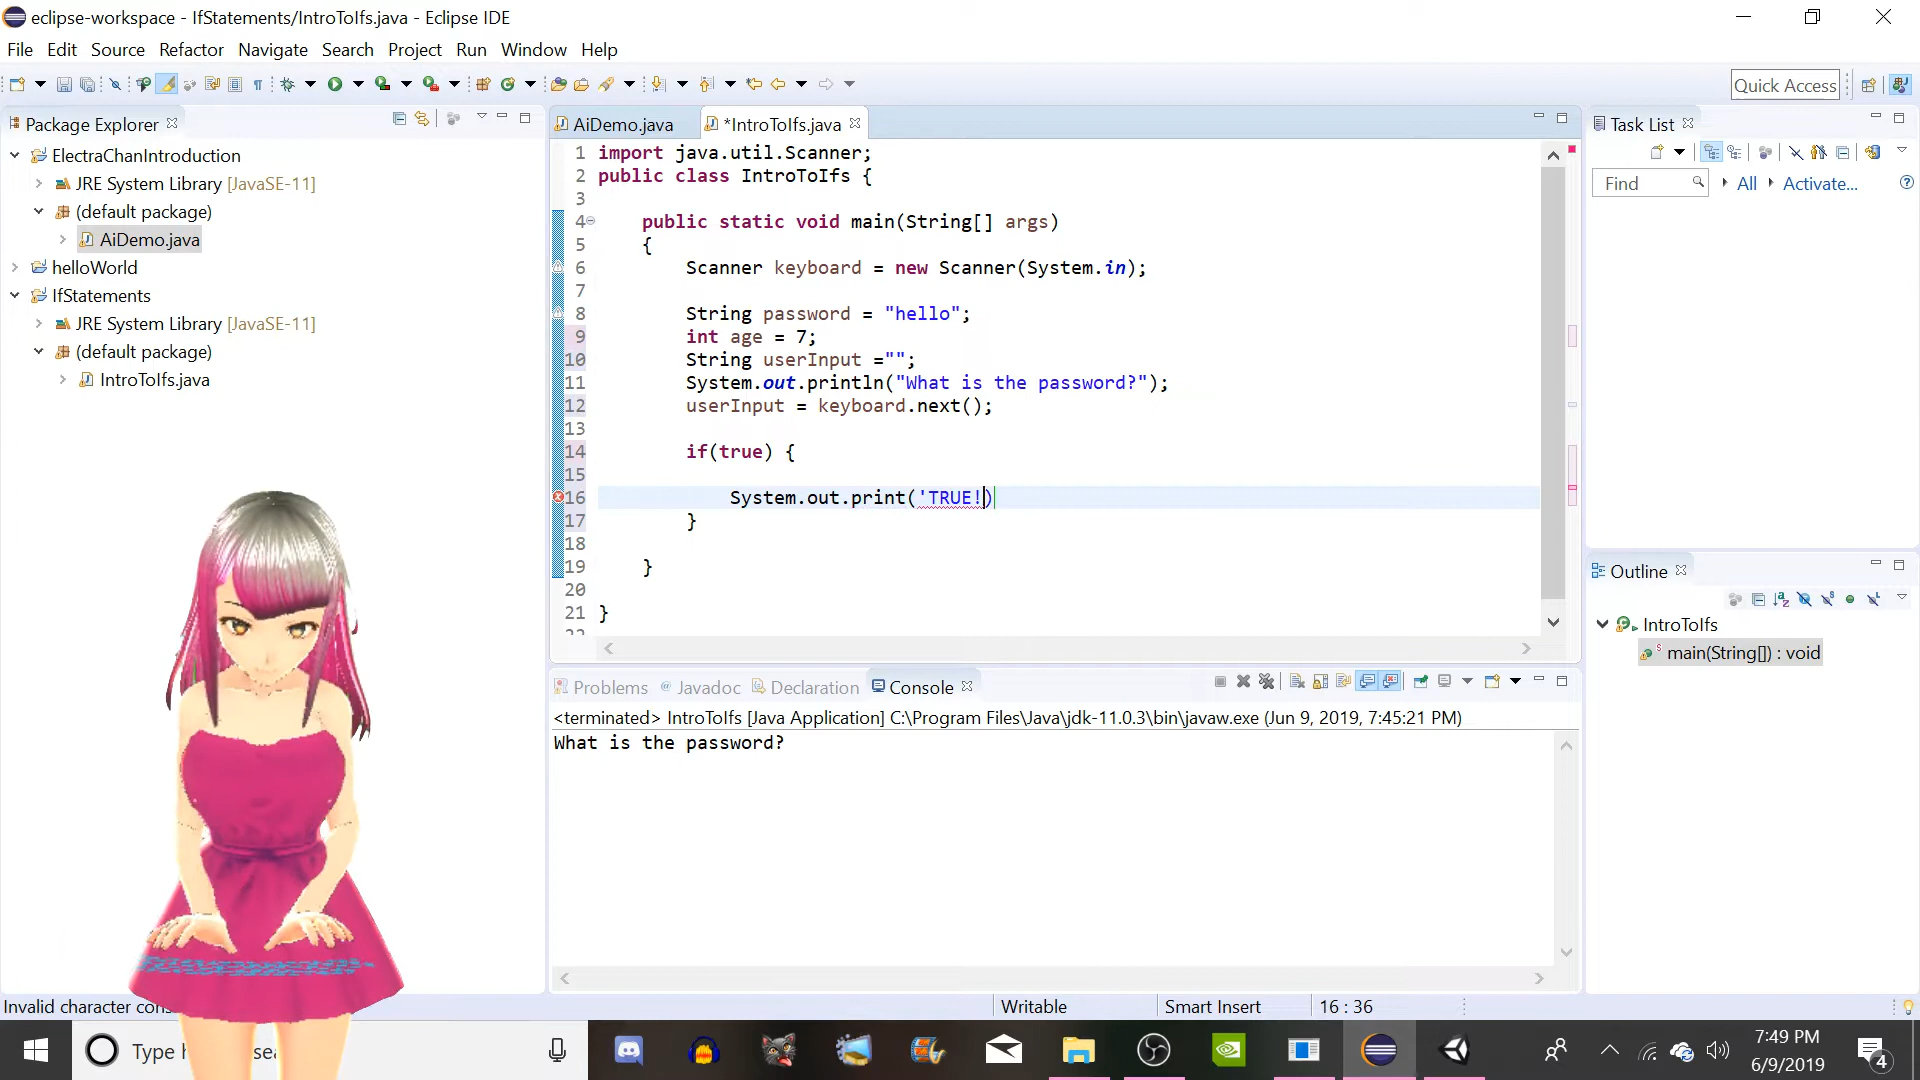 eclipse-workspace - IfStatements/IntroToIfs.java - Eclipse IDE
File Edit Source Refactor Navigate Search Project Run Window Help
Quick Access
Package Explorer
ElectraChanIntroduction
JRE System Library [JavaSE-11]
(default package)
AiDemo.java
helloWorld
IfStatements
JRE System Library [JavaSE-11]
(default package)
IntroToIfs.java
AiDemo.java *IntroToIfs.java
1 import java.util.Scanner;
2 public class IntroToIfs {
3
4 public static void main(String[] args)
5 {
6 Scanner keyboard = new Scanner(System.in);
7
8 String password = "hello";
9 int age = 7;
10 String userInput ="";
11 System.out.println("What is the password?");
12 userInput = keyboard.next();
13
14 if(true) {
15
16 System.out.print('TRUE!)
17 }
18
19 }
20
21 }
22
Task List
Find All Activate...
Outline
IntroToIfs
main(String[]) : void
Problems Javadoc Declaration Console
<terminated> IntroToIfs [Java Application] C:\Program Files\Java\jdk-11.0.3\bin\javaw.exe (Jun 9, 2019, 7:45:21 PM)
What is the password?
Invalid character con
Writable Smart Insert 16 : 36
Type
7:49 PM
6/9/2019
4